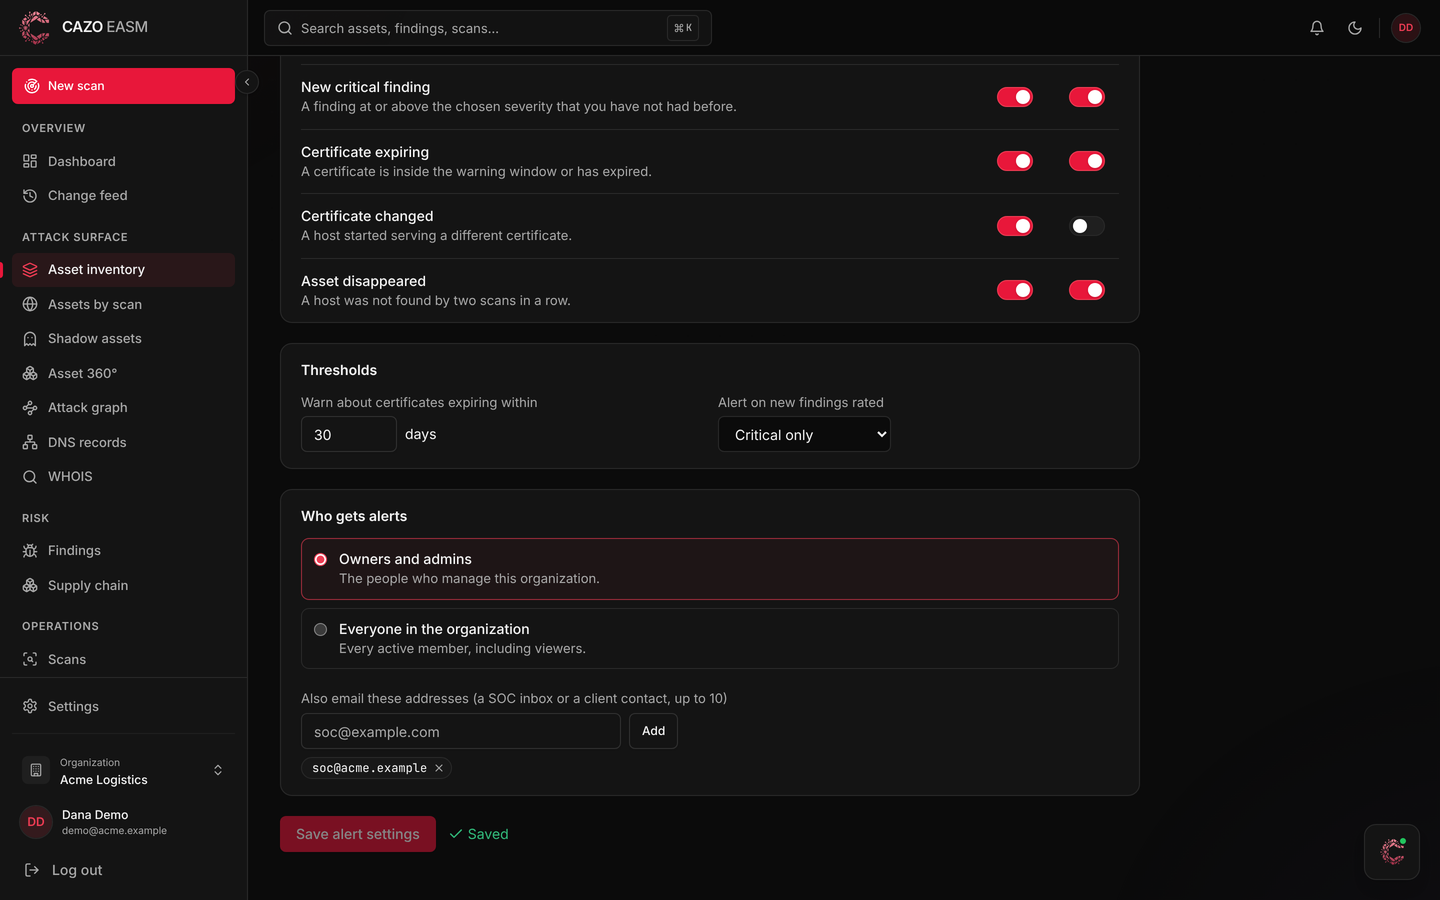 CAZO EASM
Search assets, findings, scans...
⌘K
DD
New scan
OVERVIEW
Dashboard
Change feed
ATTACK SURFACE
Asset inventory
Assets by scan
Shadow assets
Asset 360°
Attack graph
DNS records
WHOIS
RISK
Findings
Supply chain
OPERATIONS
Scans
Settings
Organization
Acme Logistics
DD
Dana Demo
demo@acme.example
Log out
New critical finding
A finding at or above the chosen severity that you have not had before.
Certificate expiring
A certificate is inside the warning window or has expired.
Certificate changed
A host started serving a different certificate.
Asset disappeared
A host was not found by two scans in a row.
Thresholds
Warn about certificates expiring within
30 days
Alert on new findings rated
Critical only
Who gets alerts
Owners and admins
The people who manage this organization.
Everyone in the organization
Every active member, including viewers.
Also email these addresses (a SOC inbox or a client contact, up to 10)
soc@example.com
Add
soc@acme.example
Save alert settings
Saved